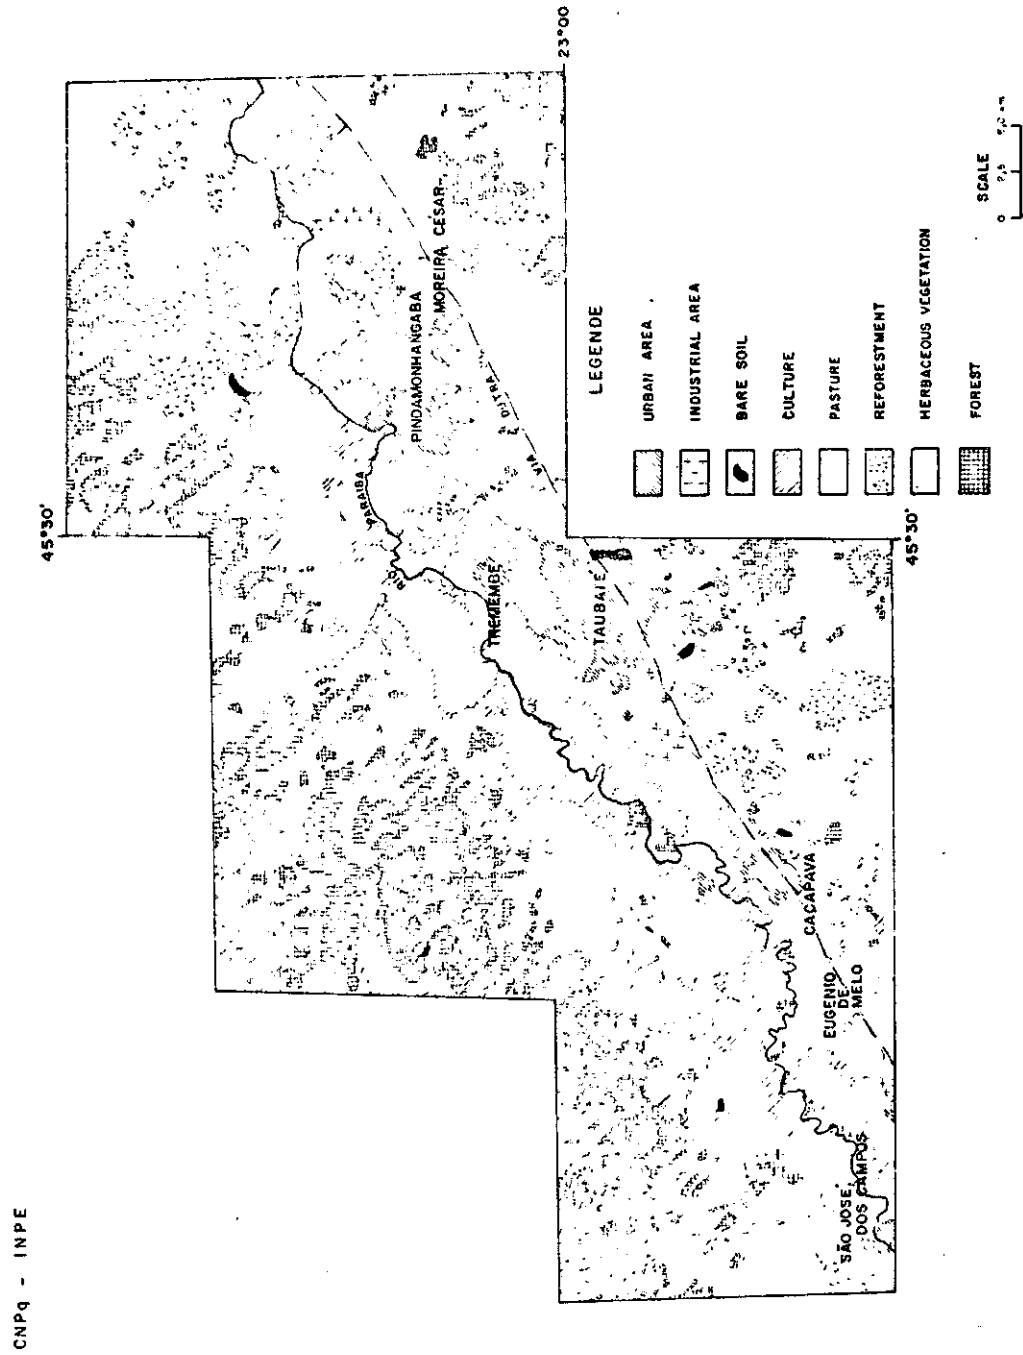 CNPq - INPE
45°30'
23°00'
RIO
PARAIBA
PINDAMONHANGABA
MOREIRA CESAR
VIA
DUTRA
TREMEMBE
TAUBATE
CAÇAPAVA
EUGENIO
DE
MELO
SÃO JOSE
DOS CAMPOS
45°30'
LEGENDE
URBAN AREA
INDUSTRIAL AREA
BARE SOIL
CULTURE
PASTURE
REFORESTMENT
HERBACEOUS VEGETATION
FOREST
SCALE
0